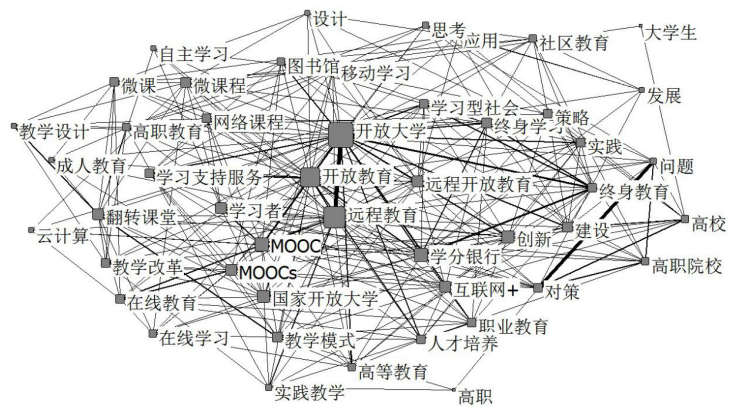 设计
大学生
思考
应用
社区教育
自主学习
图书馆
移动学习
微课
微课程
发展
学习型社会
策略
教学设计
高职教育
网络课程
开放大学
终身学习
实践
成人教育
学习支持服务
开放教育
远程开放教育
问题
终身教育
翻转课堂
学习者
远程教育
高校
云计算
创新
建设
MOOC
学分银行
教学改革
MOOCs
高职院校
在线教育
国家开放大学
互联网+
对策
在线学习
教学模式
职业教育
人才培养
高等教育
实践教学
高职